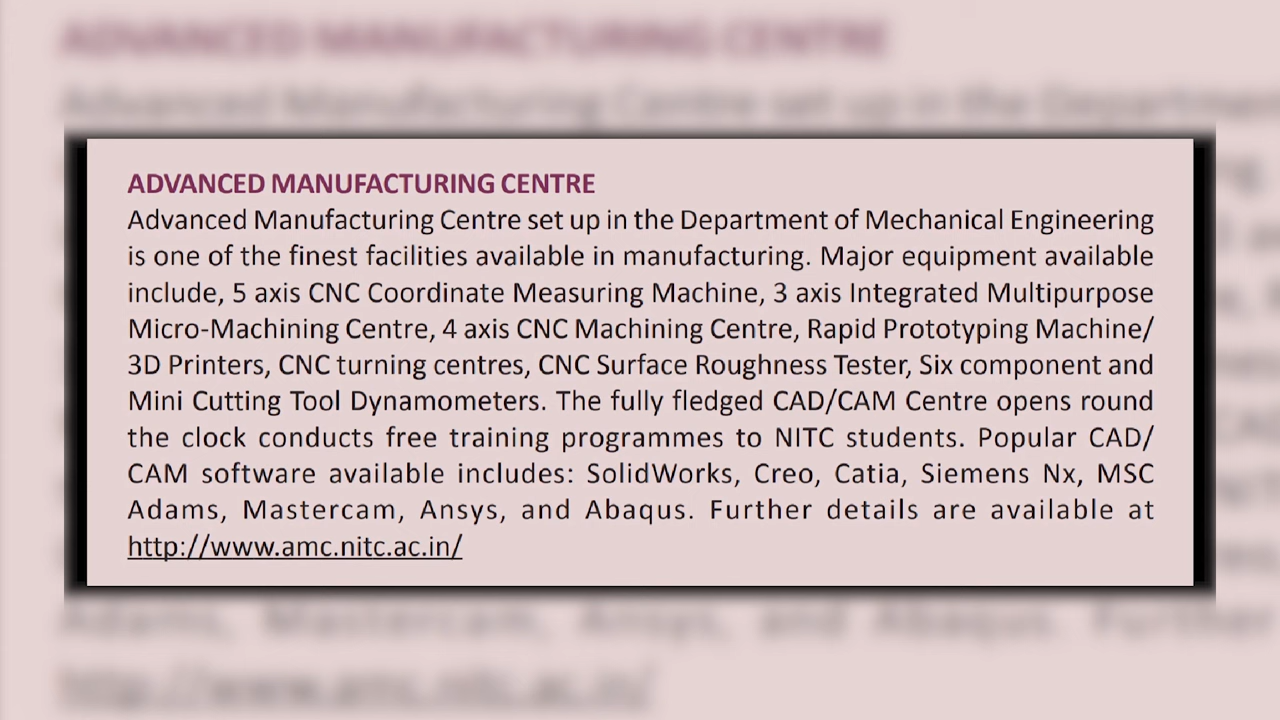 ADVANCED MANUFACTURING CENTRE
Advanced Manufacturing Centre set up in the Department of Mechanical Engineering
is one of the finest facilities available in manufacturing. Major equipment available
include, 5 axis CNC Coordinate Measuring Machine, 3 axis Integrated Multipurpose
Micro-Machining Centre, 4 axis CNC Machining Centre, Rapid Prototyping Machine/
3D Printers, CNC turning centres, CNC Surface Roughness Tester, Six component and
Mini Cutting Tool Dynamometers. The fully fledged CAD/CAM Centre opens round
the clock conducts free training programmes to NITC students. Popular CAD/
CAM software available includes: SolidWorks, Creo, Catia, Siemens Nx, MSC
Adams, Mastercam, Ansys, and Abaqus. Further details are available at
http://www.amc.nitc.ac.in/